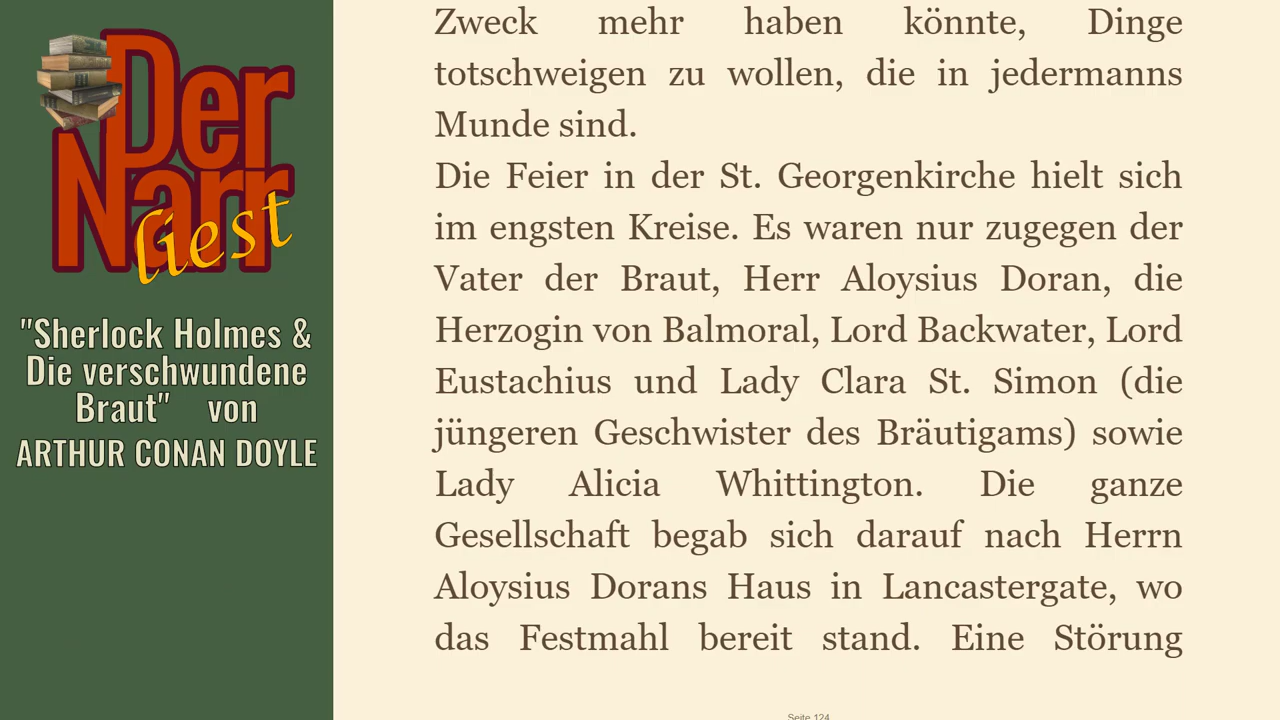 Der
Narr
liest
"Sherlock Holmes &
Die verschwundene
Braut" von
ARTHUR CONAN DOYLE
Zweck mehr haben könnte, Dinge
totschweigen zu wollen, die in jedermanns
Munde sind.
Die Feier in der St. Georgenkirche hielt sich
im engsten Kreise. Es waren nur zugegen der
Vater der Braut, Herr Aloysius Doran, die
Herzogin von Balmoral, Lord Backwater, Lord
Eustachius und Lady Clara St. Simon (die
jüngeren Geschwister des Bräutigams) sowie
Lady Alicia Whittington. Die ganze
Gesellschaft begab sich darauf nach Herrn
Aloysius Dorans Haus in Lancastergate, wo
das Festmahl bereit stand. Eine Störung
Seite 124